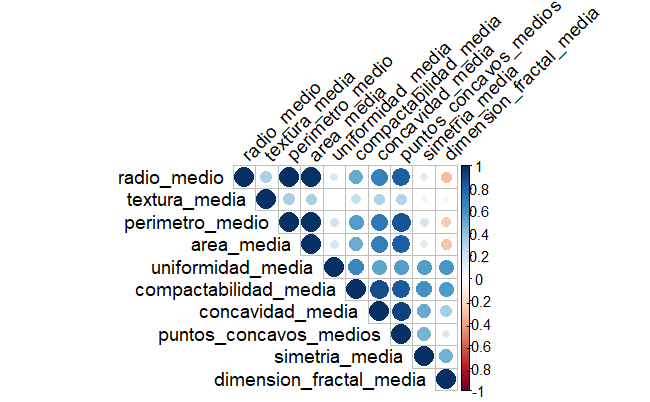 radio_medio
textura_media
perimetro_medio
area_media
uniformidad_media
compactabilidad_media
concavidad_media
puntos_concavos_medios
simetria_media
dimension_fractal_media
radio_medio
textura_media
perimetro_medio
area_media
uniformidad_media
compactabilidad_media
concavidad_media
puntos_concavos_medios
simetria_media
dimension_fractal_media
1
0.8
0.6
0.4
0.2
0
-0.2
-0.4
-0.6
-0.8
-1